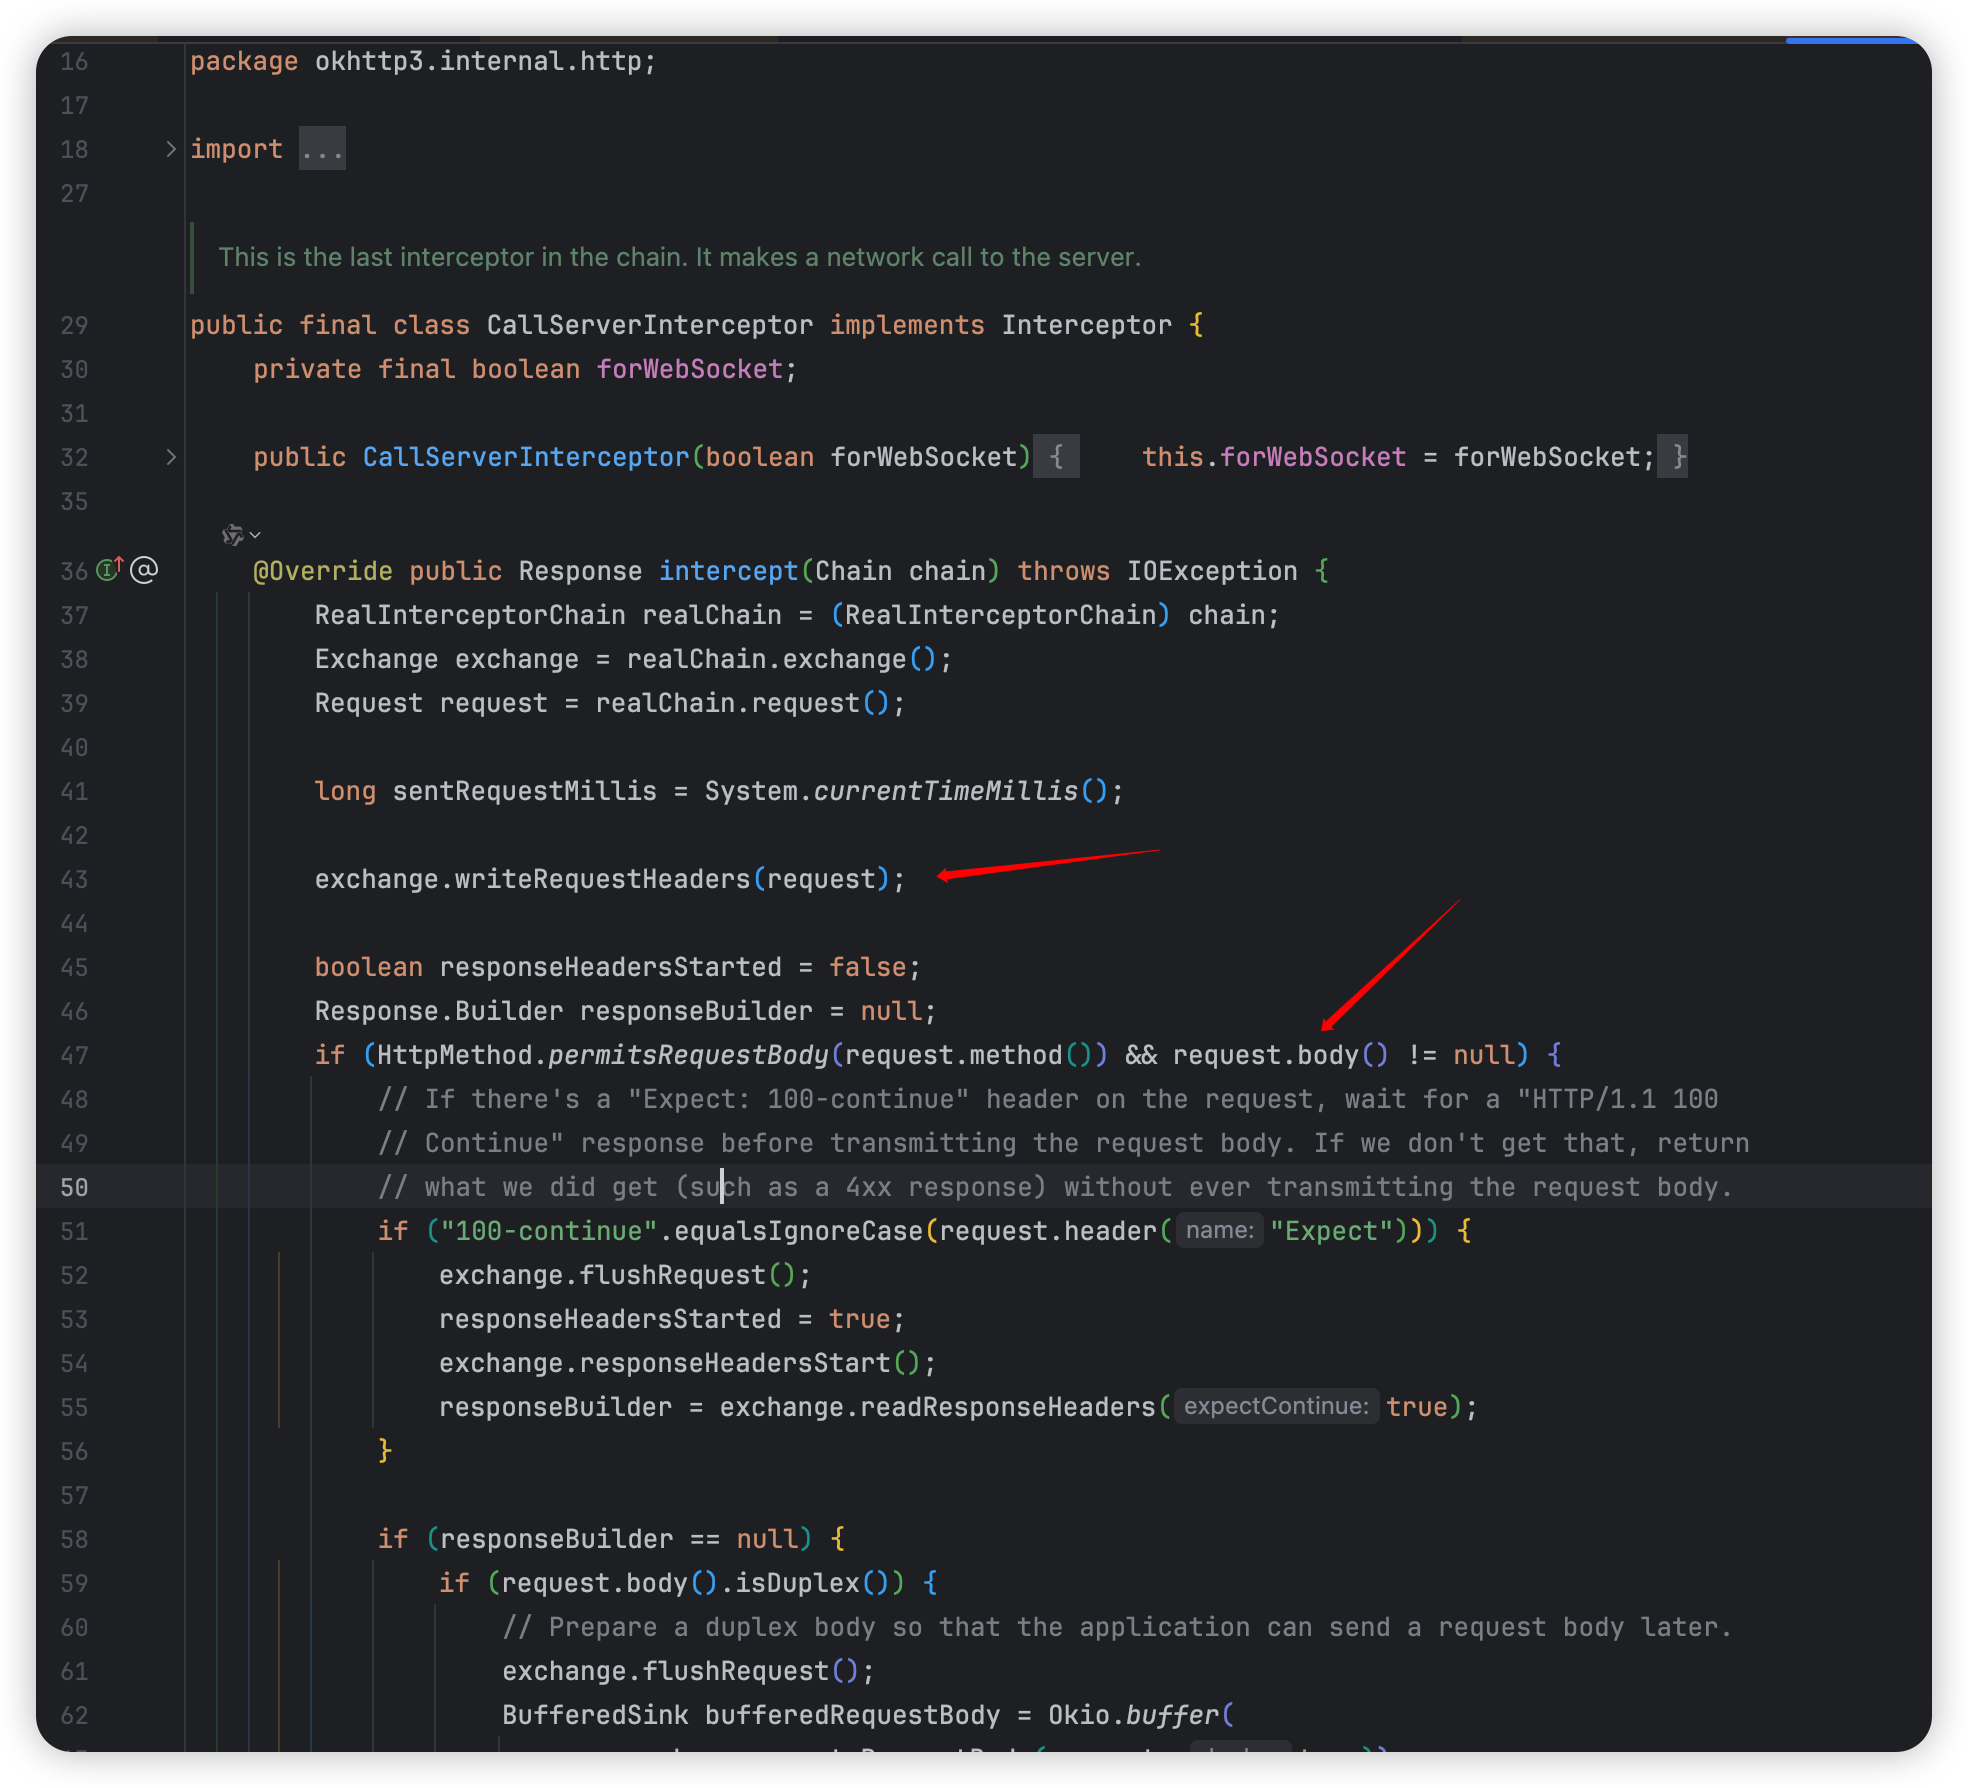 16 package okhttp3.internal.http;
17
18 import ...
27
This is the last interceptor in the chain. It makes a network call to the server.
29 public final class CallServerInterceptor implements Interceptor {
30 private final boolean forWebSocket;
31
32 public CallServerInterceptor(boolean forWebSocket) { this.forWebSocket = forWebSocket; }
35
36 @Override public Response intercept(Chain chain) throws IOException {
37 RealInterceptorChain realChain = (RealInterceptorChain) chain;
38 Exchange exchange = realChain.exchange();
39 Request request = realChain.request();
40
41 long sentRequestMillis = System.currentTimeMillis();
42
43 exchange.writeRequestHeaders(request);
44
45 boolean responseHeadersStarted = false;
46 Response.Builder responseBuilder = null;
47 if (HttpMethod.permitsRequestBody(request.method()) && request.body() != null) {
48 // If there's a "Expect: 100-continue" header on the request, wait for a "HTTP/1.1 100
49 // Continue" response before transmitting the request body. If we don't get that, return
50 // what we did get (such as a 4xx response) without ever transmitting the request body.
51 if ("100-continue".equalsIgnoreCase(request.header( name: "Expect"))) {
52 exchange.flushRequest();
53 responseHeadersStarted = true;
54 exchange.responseHeadersStart();
55 responseBuilder = exchange.readResponseHeaders( expectContinue: true);
56 }
57
58 if (responseBuilder == null) {
59 if (request.body().isDuplex()) {
60 // Prepare a duplex body so that the application can send a request body later.
61 exchange.flushRequest();
62 BufferedSink bufferedRequestBody = Okio.buffer(